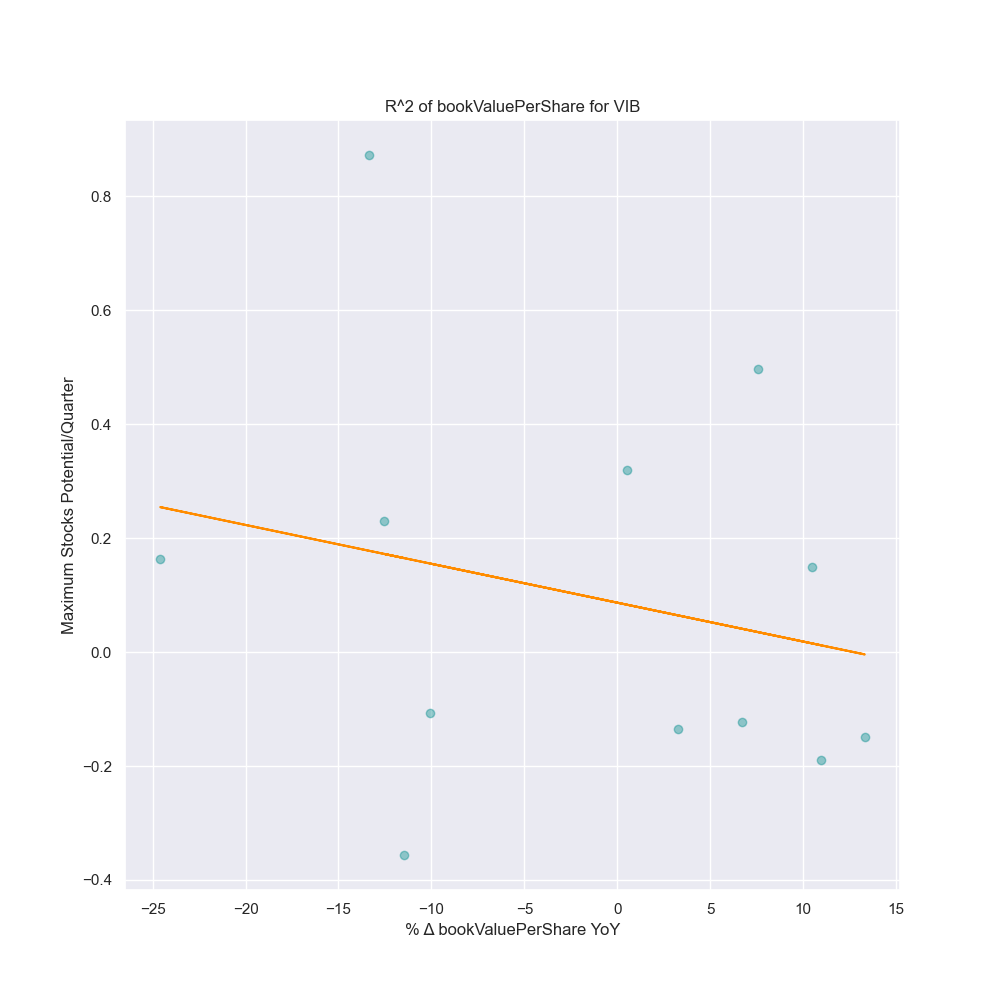 R^2 of bookValuePerShare for VIB
Maximum Stocks Potential/Quarter
0.8
0.6
0.4
0.2
0.0
−0.2
−0.4
−25 −20 −15 −10 −5 0 5 10 15
% Δ bookValuePerShare YoY